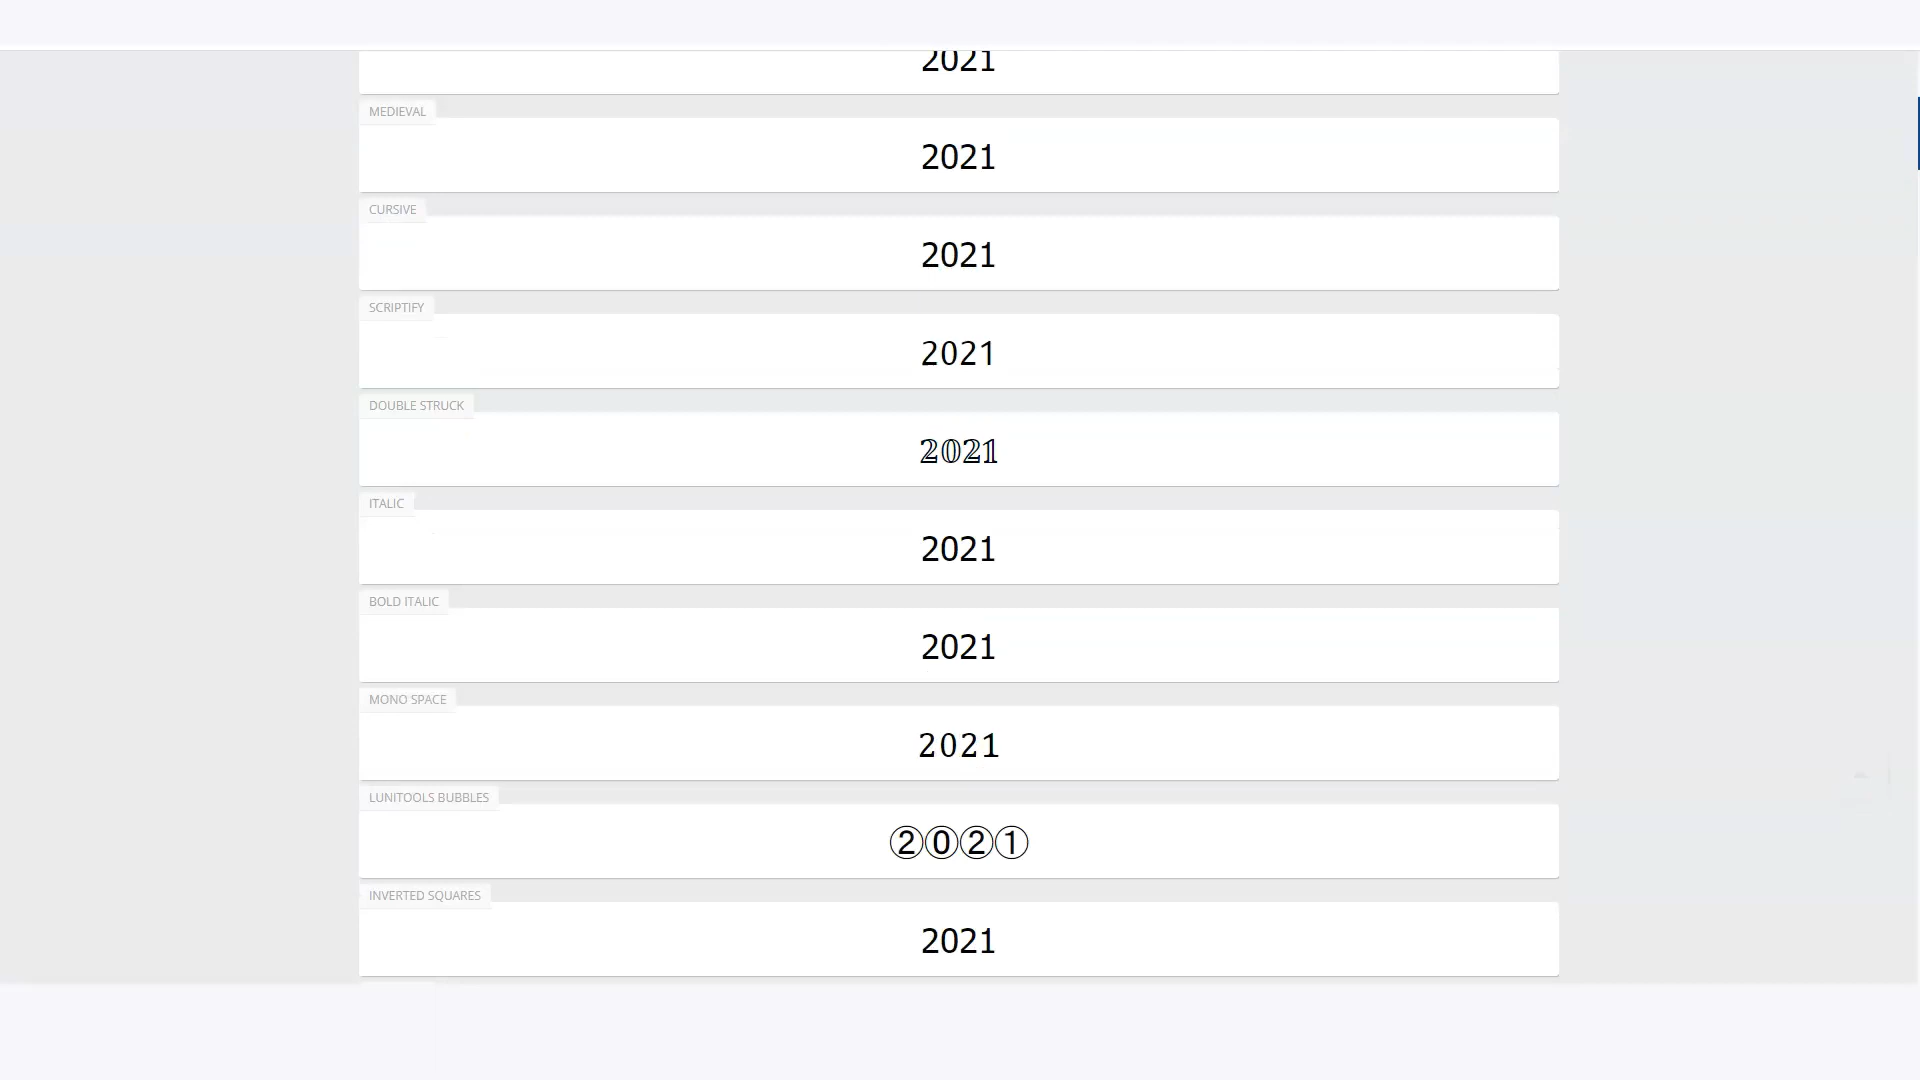 2021
MEDIEVAL
2021
CURSIVE
2021
SCRIPTIFY
2021
DOUBLE STRUCK
𝟚𝟘𝟚𝟙
ITALIC
2021
BOLD ITALIC
2021
MONO SPACE
𝟸𝟶𝟸𝟷
LUNITOOLS BUBBLES
②⓪②①
INVERTED SQUARES
2021